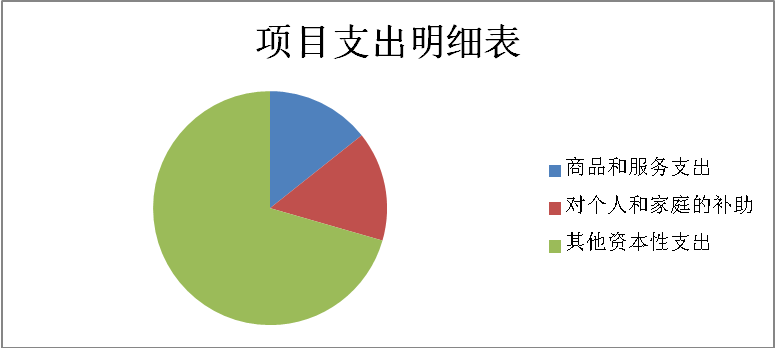 项目支出明细表
商品和服务支出
对个人和家庭的补助
其他资本性支出